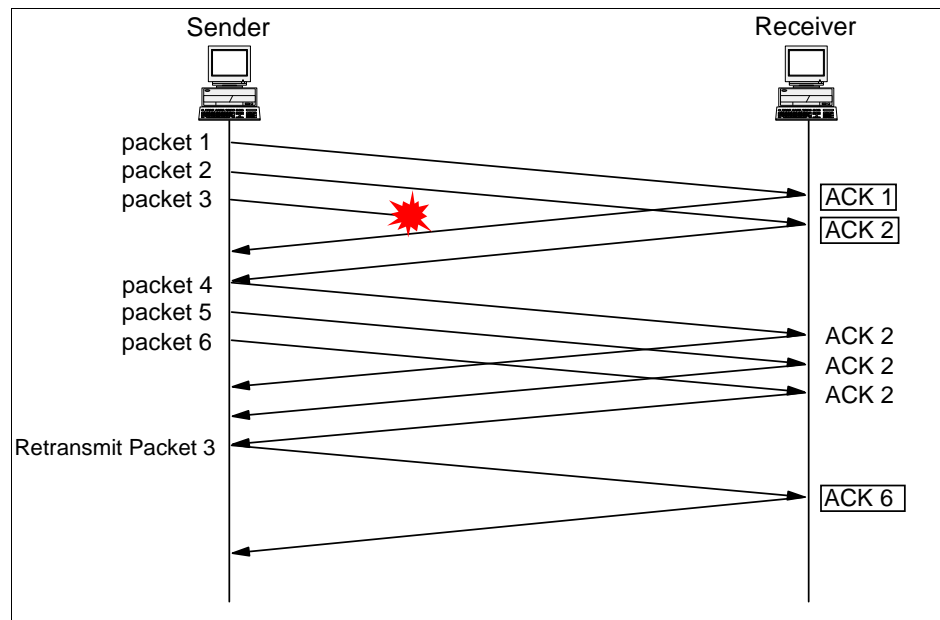 Sender
Receiver
packet 1
packet 2
packet 3
ACK 1
ACK 2
packet 4
packet 5
packet 6
ACK 2
ACK 2
ACK 2
Retransmit Packet 3
ACK 6